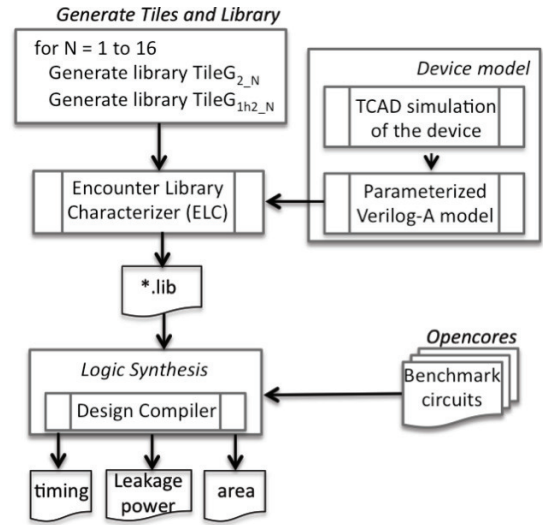 Generate Tiles and Library
for N = 1 to 16
Generate library TileG2_N
Generate library TileG1h2_N
Device model
TCAD simulation
of the device
Parameterized
Verilog-A model
Encounter Library
Characterizer (ELC)
*.lib
Opencores
Benchmark
circuits
Logic Synthesis
Design Compiler
timing
Leakage
power
area